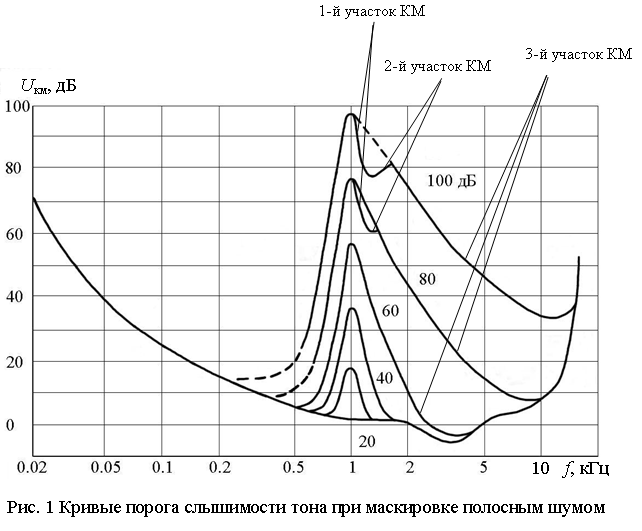 1-й участок КМ
2-й участок КМ
3-й участок КМ
Uкм, дБ
100
80
60
40
20
0
100 дБ
80
60
40
20
0.02 0.05 0.1 0.2 0.5 1 2 5 10 f, кГц
Рис. 1 Кривые порога слышимости тона при маскировке полосным шумом